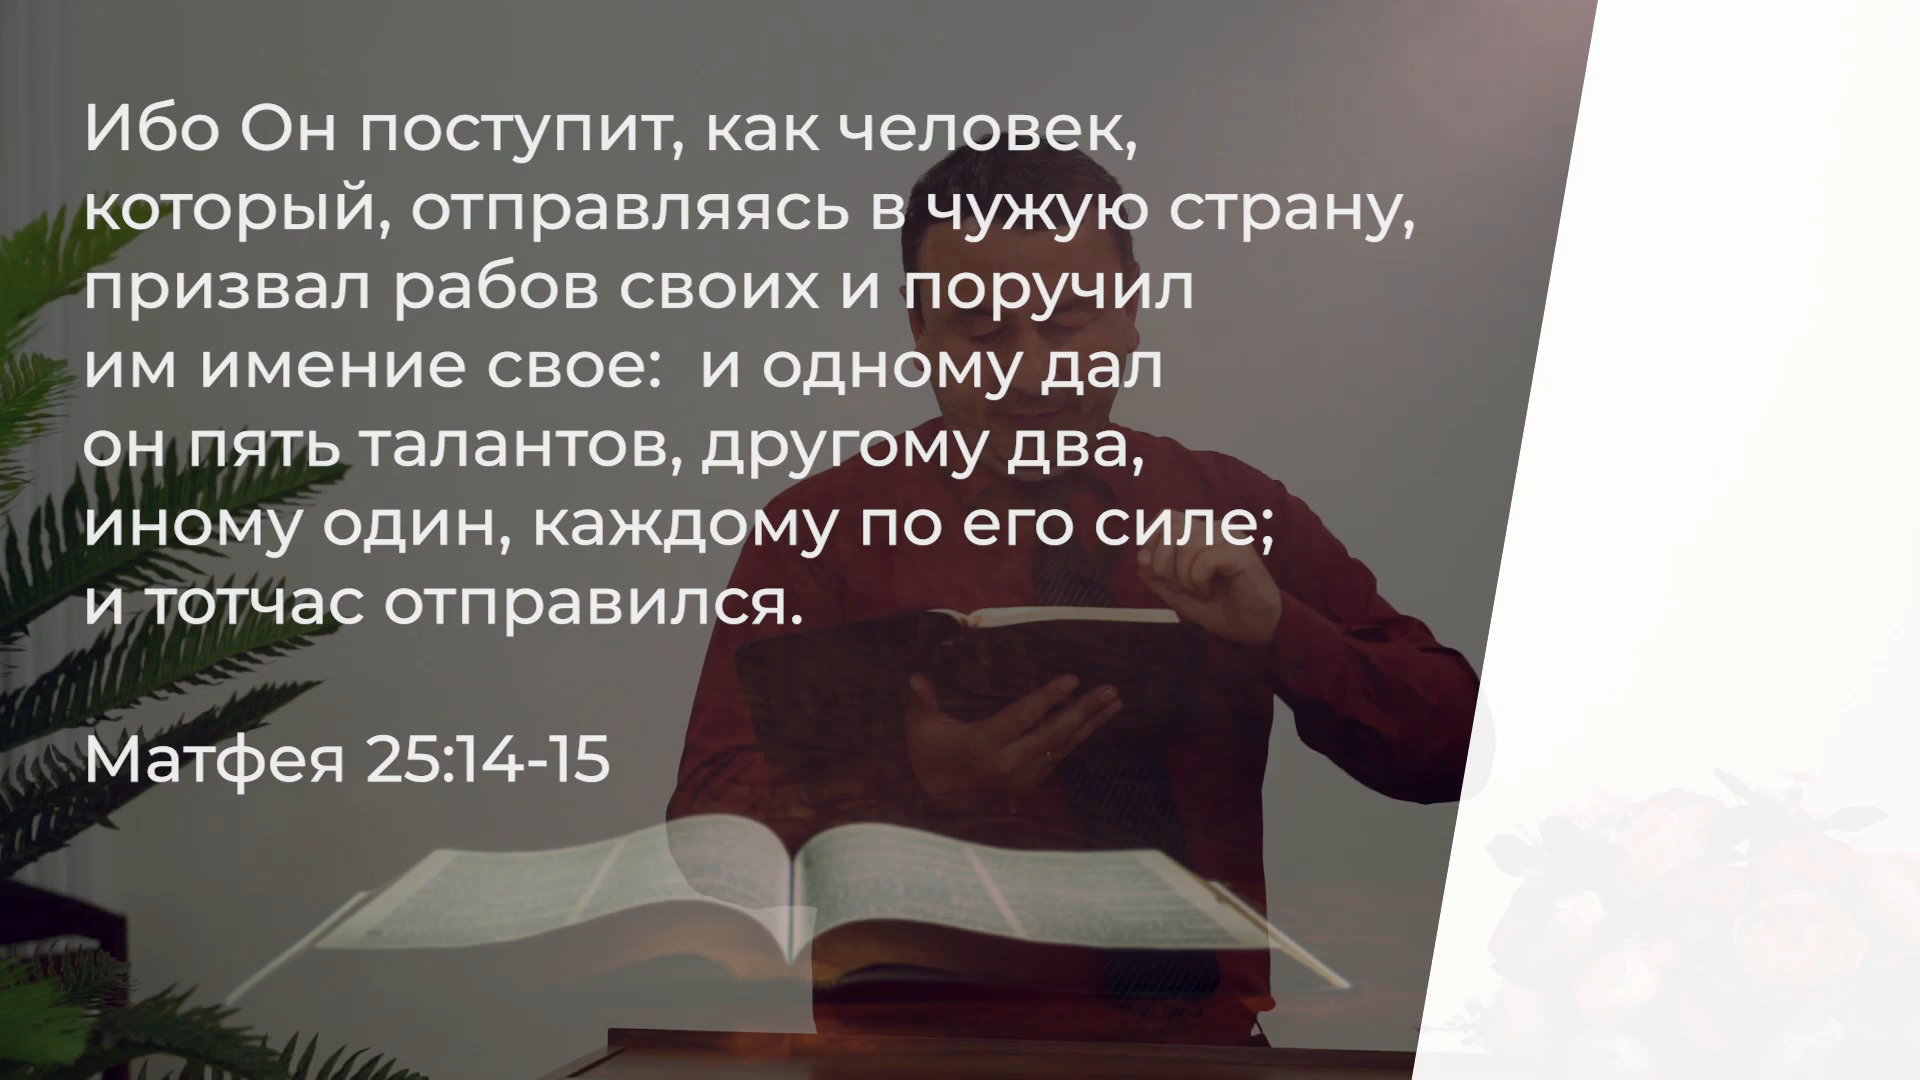 Ибо Он поступит, как человек,
который, отправляясь в чужую страну,
призвал рабов своих и поручил
им имение свое: и одному дал
он пять талантов, другому два,
иному один, каждому по его силе;
и тотчас отправился.
Матфея 25:14-15